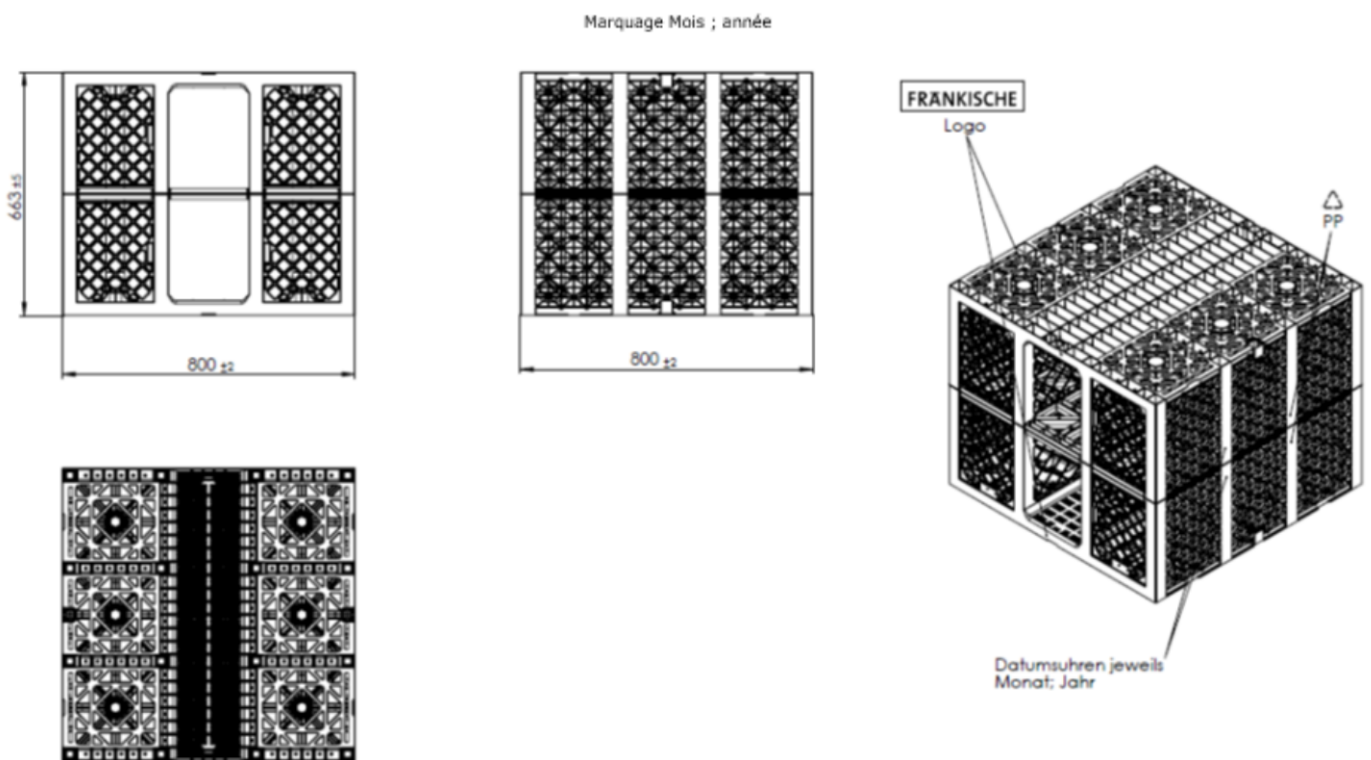 Marquage Mois ; année
663 ±5
800 ±2
800 ±2
FRÄNKISCHE
Logo
PP
Datumsuhren jeweils
Monat; Jahr